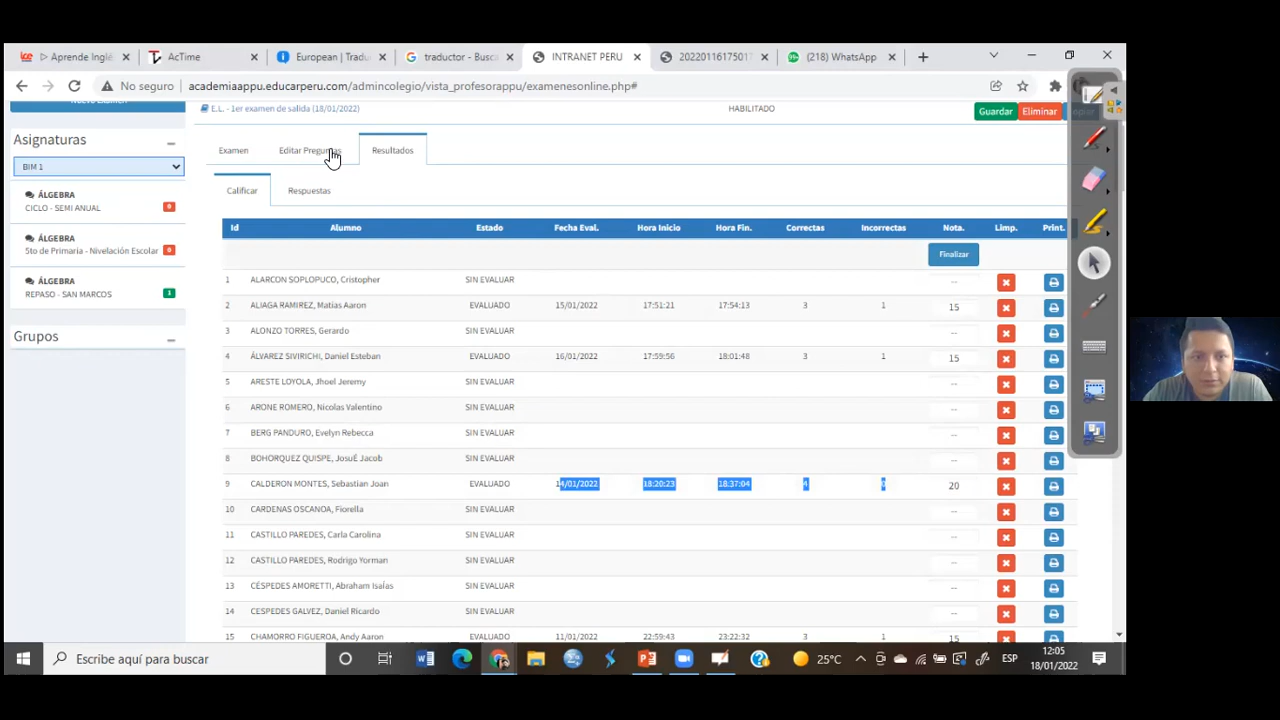 Aprende Inglé
AcTime
European | Tradu
traductor - Busca
INTRANET PERU
20220116175017
(218) WhatsApp
No seguro
academiaappu.educarperu.com/admincolegio/vista_profesorappu/examenesonline.php#
E.L. - 1er examen de salida (18/01/2022)
HABILITADO
Guardar
Eliminar
Asignaturas
BIM 1
ÁLGEBRA
CICLO - SEMI ANUAL
0
ÁLGEBRA
5to de Primaria - Nivelación Escolar
0
ÁLGEBRA
REPASO - SAN MARCOS
1
Grupos
Examen
Editar Preguntas
Resultados
Calificar
Respuestas
Id Alumno Estado Fecha Eval. Hora Inicio Hora Fin. Correctas Incorrectas Nota. Limp. Print.
Finalizar
1 ALARCON SOPLOPUCO, Cristopher SIN EVALUAR --
2 ALIAGA RAMIREZ, Matias Aaron EVALUADO 15/01/2022 17:51:21 17:54:13 3 1 15
3 ALONZO TORRES, Gerardo SIN EVALUAR --
4 ÁLVAREZ SIVIRICHI, Daniel Esteban EVALUADO 16/01/2022 17:59:56 18:01:48 3 1 15
5 ARESTE LOYOLA, Jhoel Jeremy SIN EVALUAR --
6 ARONE ROMERO, Nicolas Valentino SIN EVALUAR --
7 BERG PANDURO, Evelyn Rebecca SIN EVALUAR --
8 BOHORQUEZ QUISPE, JosuÉ Jacob SIN EVALUAR --
9 CALDERON MONTES, Sebastian Joan EVALUADO 14/01/2022 18:20:23 18:37:04 4 0 20
10 CARDENAS OSCANOA, Fiorella SIN EVALUAR --
11 CASTILLO PAREDES, Carla Carolina SIN EVALUAR --
12 CASTILLO PAREDES, Rodrigo Yorman SIN EVALUAR --
13 CÉSPEDES AMORETTI, Abraham Isaías SIN EVALUAR --
14 CESPEDES GALVEZ, Daniel Ricardo SIN EVALUAR --
15 CHAMORRO FIGUEROA, Andy Aaron EVALUADO 11/01/2022 22:59:43 23:22:32 3 1 15
Escribe aquí para buscar
25°C
ESP
12:05
18/01/2022